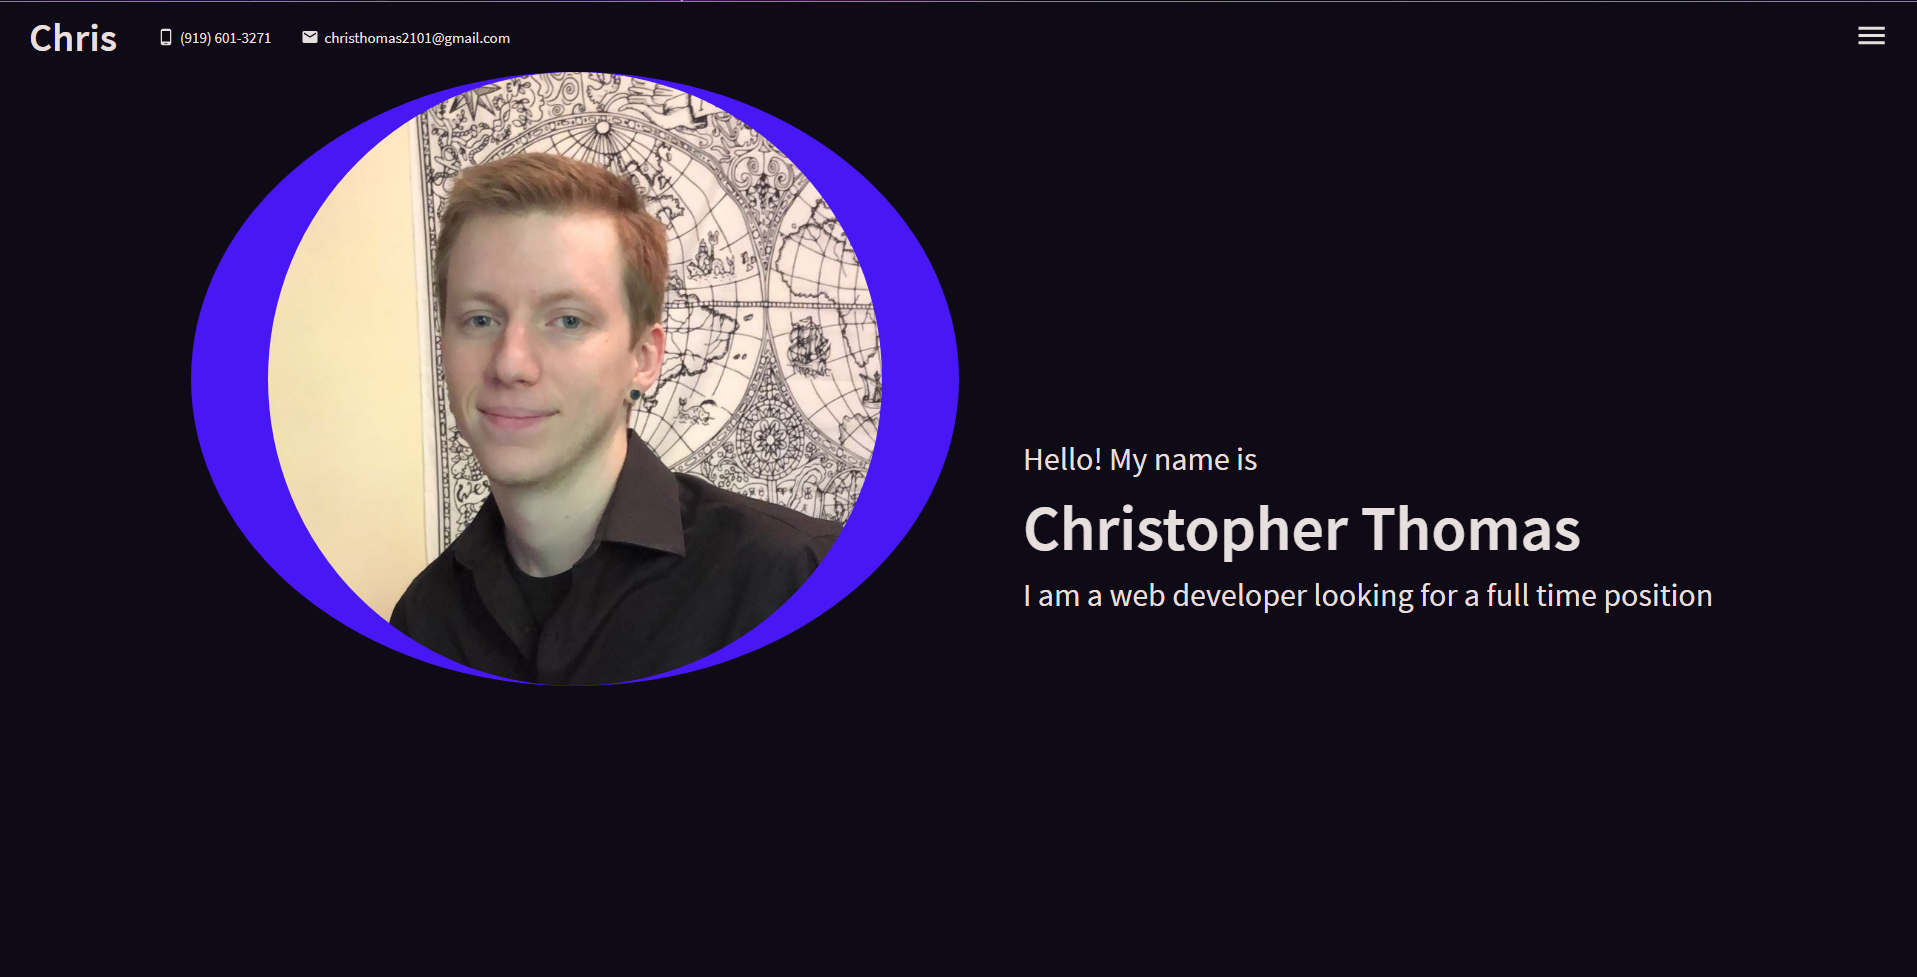 Chris
(919) 601-3271
christhomas2101@gmail.com
Hello! My name is
Christopher Thomas
I am a web developer looking for a full time position